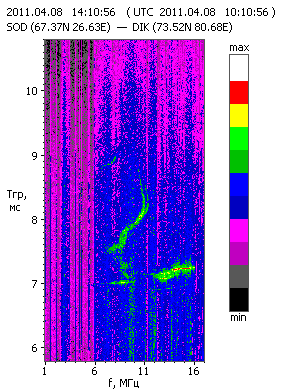 2011.04.08 14:10:56 ( UTC 2011.04.08 10:10:56 )
SOD (67.37N 26.63E) — DIK (73.52N 80.68E)
max
10
9
Tгр,
мс
8
7
6
min
1 6 11 16
f, МГц